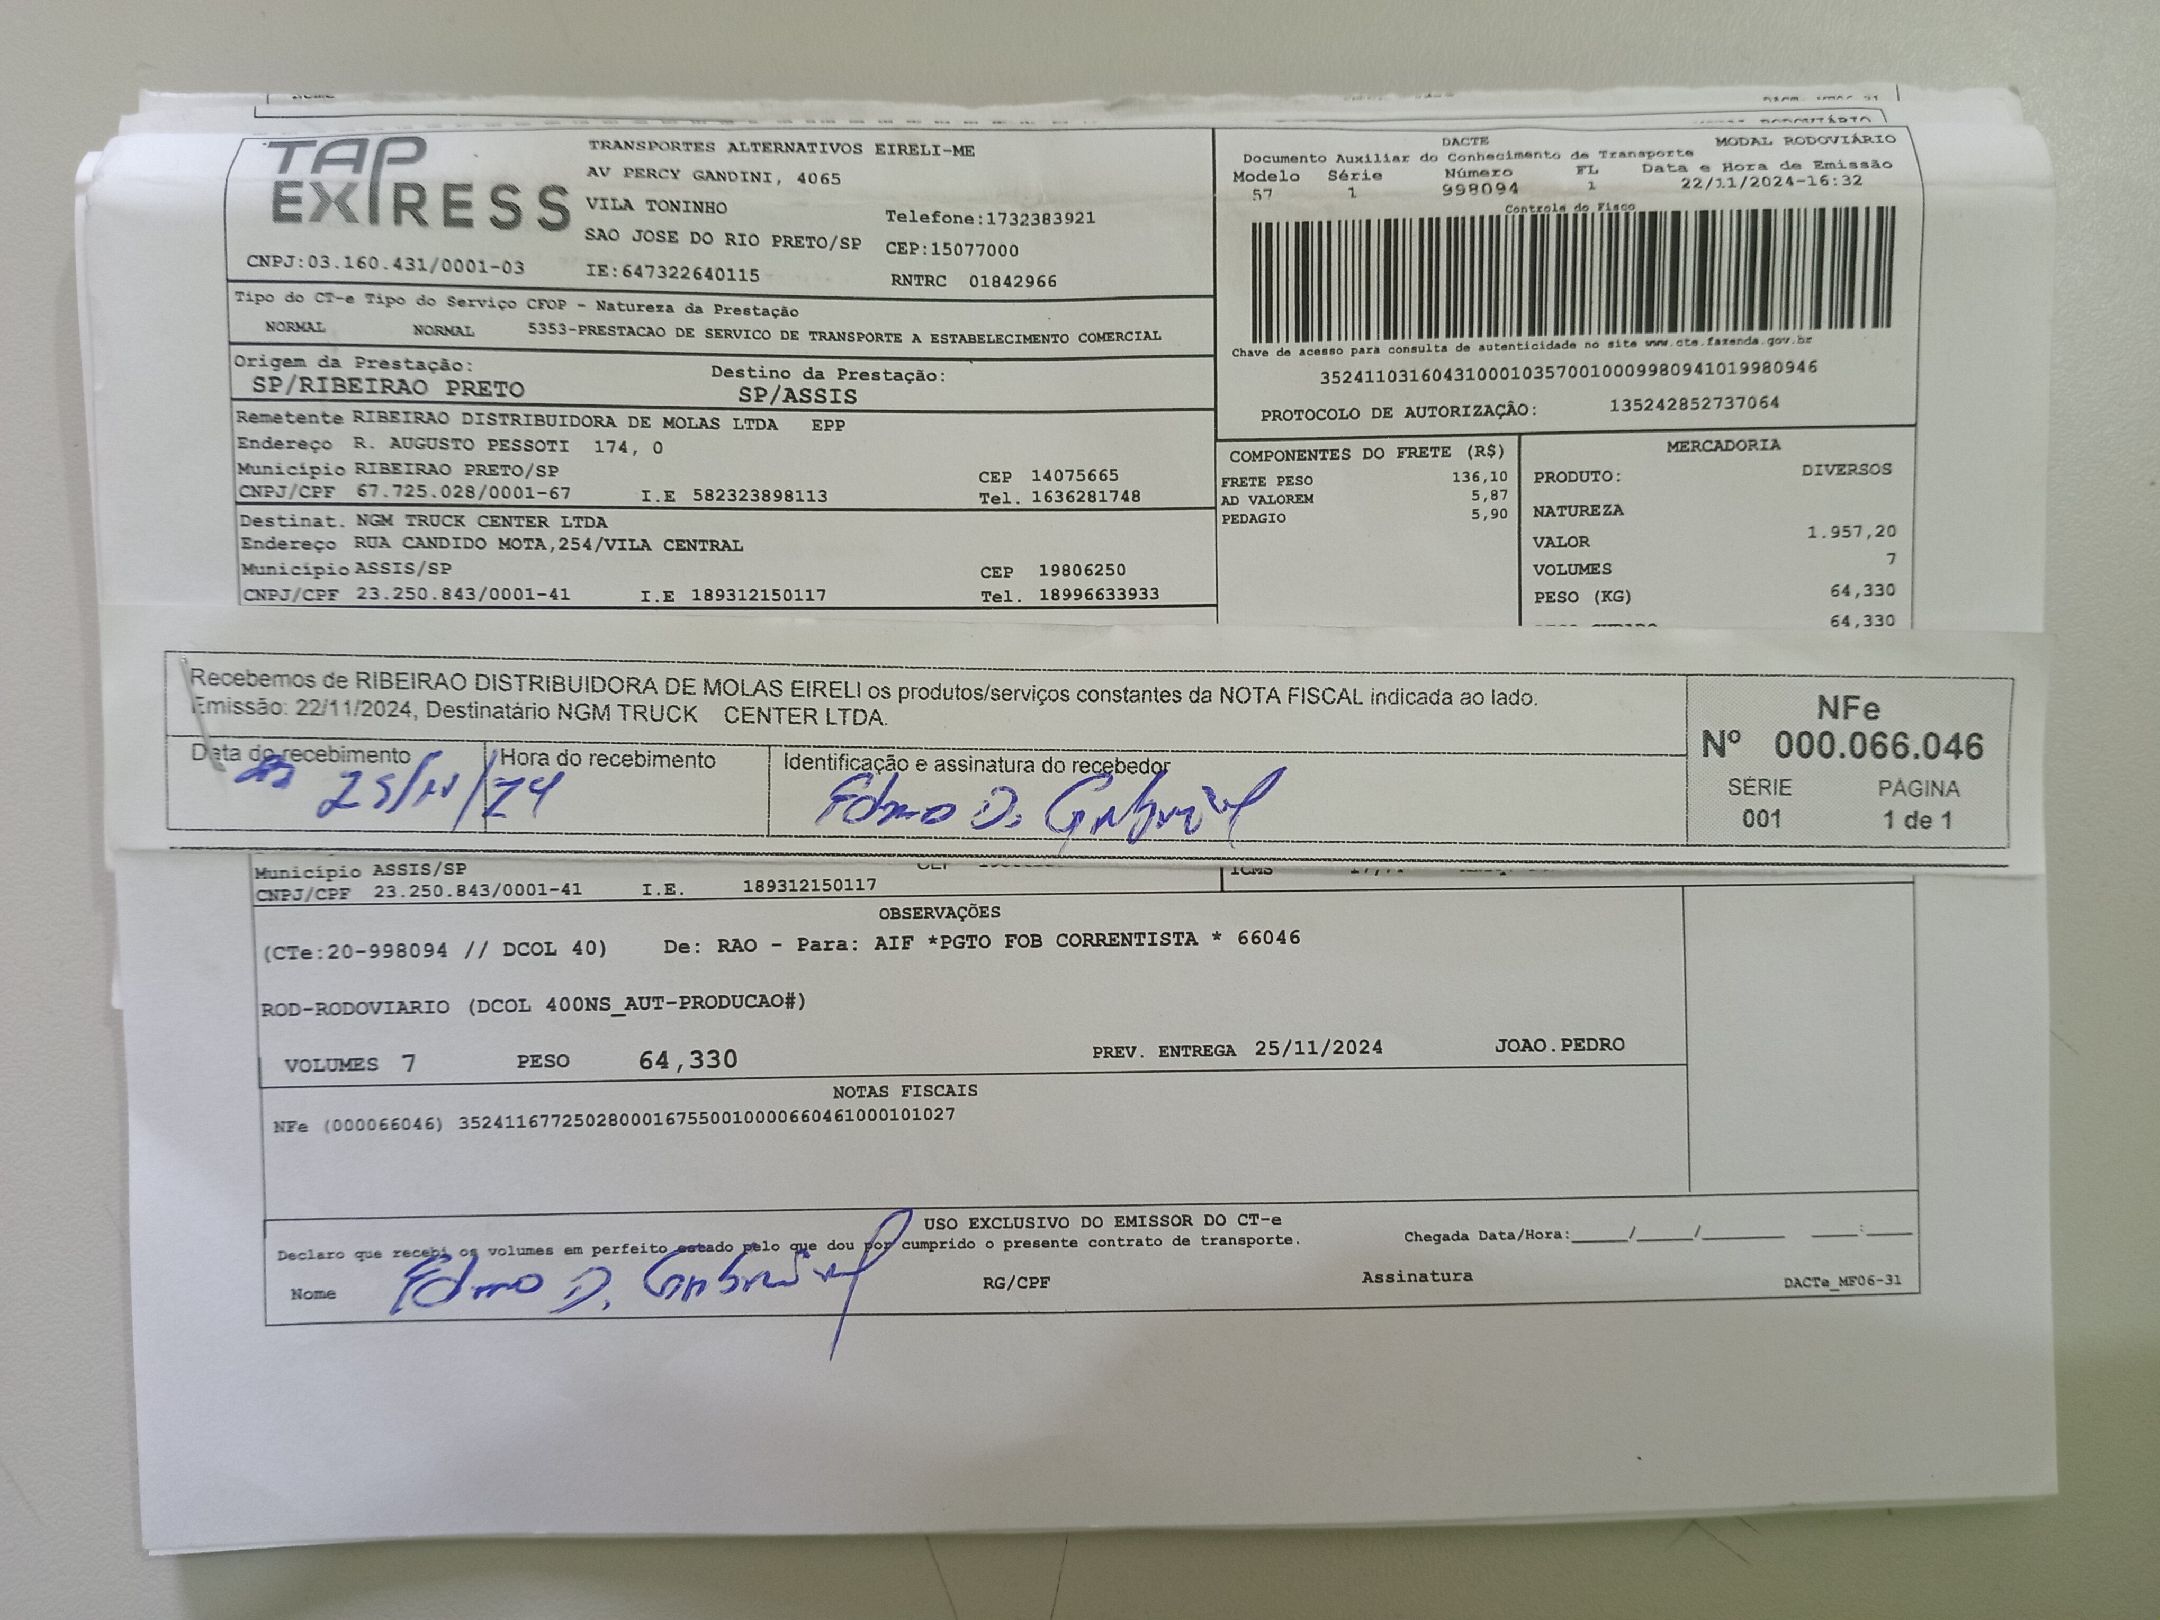 TAP
EXPRESS
TRANSPORTES ALTERNATIVOS EIRELI-ME
AV PERCY GANDINI, 4065
VILA TONINHO
Telefone:1732383921
SAO JOSE DO RIO PRETO/SP CEP:15077000
CNPJ:03.160.431/0001-03 IE:647322640115 RNTRC 01842966
DACTE MODAL RODOVIÁRIO
Documento Auxiliar do Conhecimento de Transporte
Modelo Série Número FL Data e Hora de Emissão
57 1 998094 1 22/11/2024-16:32
Controle do Fisco
Chave de acesso para consulta de autenticidade no site www.cte.fazenda.gov.br
35241103160431000103570010009980941019980946
PROTOCOLO DE AUTORIZAÇÃO: 135242852737064
Tipo do CT-e Tipo do Serviço CFOP - Natureza da Prestação
NORMAL NORMAL 5353-PRESTACAO DE SERVICO DE TRANSPORTE A ESTABELECIMENTO COMERCIAL
Origem da Prestação: Destino da Prestação:
SP/RIBEIRAO PRETO SP/ASSIS
Remetente RIBEIRAO DISTRIBUIDORA DE MOLAS LTDA EPP
Endereço R. AUGUSTO PESSOTI 174, 0
Município RIBEIRAO PRETO/SP CEP 14075665
CNPJ/CPF 67.725.028/0001-67 I.E 582323898113 Tel. 1636281748
Destinat. NGM TRUCK CENTER LTDA
Endereço RUA CANDIDO MOTA,254/VILA CENTRAL
Município ASSIS/SP CEP 19806250
CNPJ/CPF 23.250.843/0001-41 I.E 189312150117 Tel. 18996633933
COMPONENTES DO FRETE (R$)
FRETE PESO 136,10
AD VALOREM 5,87
PEDAGIO 5,90
MERCADORIA
PRODUTO: DIVERSOS
NATUREZA
VALOR 1.957,20
VOLUMES 7
PESO (KG) 64,330
64,330
Recebemos de RIBEIRAO DISTRIBUIDORA DE MOLAS EIRELI os produtos/serviços constantes da NOTA FISCAL indicada ao lado.
Emissão: 22/11/2024, Destinatário NGM TRUCK CENTER LTDA.
Data do recebimento Hora do recebimento Identificação e assinatura do recebedor
25/11/24
NFe
Nº 000.066.046
SÉRIE PÁGINA
001 1 de 1
Município ASSIS/SP
CNPJ/CPF 23.250.843/0001-41 I.E. 189312150117
ICMS
OBSERVAÇÕES
(CTe:20-998094 // DCOL 40) De: RAO - Para: AIF *PGTO FOB CORRENTISTA * 66046
ROD-RODOVIARIO (DCOL 400NS_AUT-PRODUCAO#)
VOLUMES 7 PESO 64,330 PREV. ENTREGA 25/11/2024 JOAO.PEDRO
NOTAS FISCAIS
NFe (000066046) 35241167725028000167550010000660461000101027
USO EXCLUSIVO DO EMISSOR DO CT-e
Declaro que recebi os volumes em perfeito estado pelo que dou por cumprido o presente contrato de transporte. Chegada Data/Hora:____/____/______ ____:____
Nome RG/CPF Assinatura DACTe_MF06-31